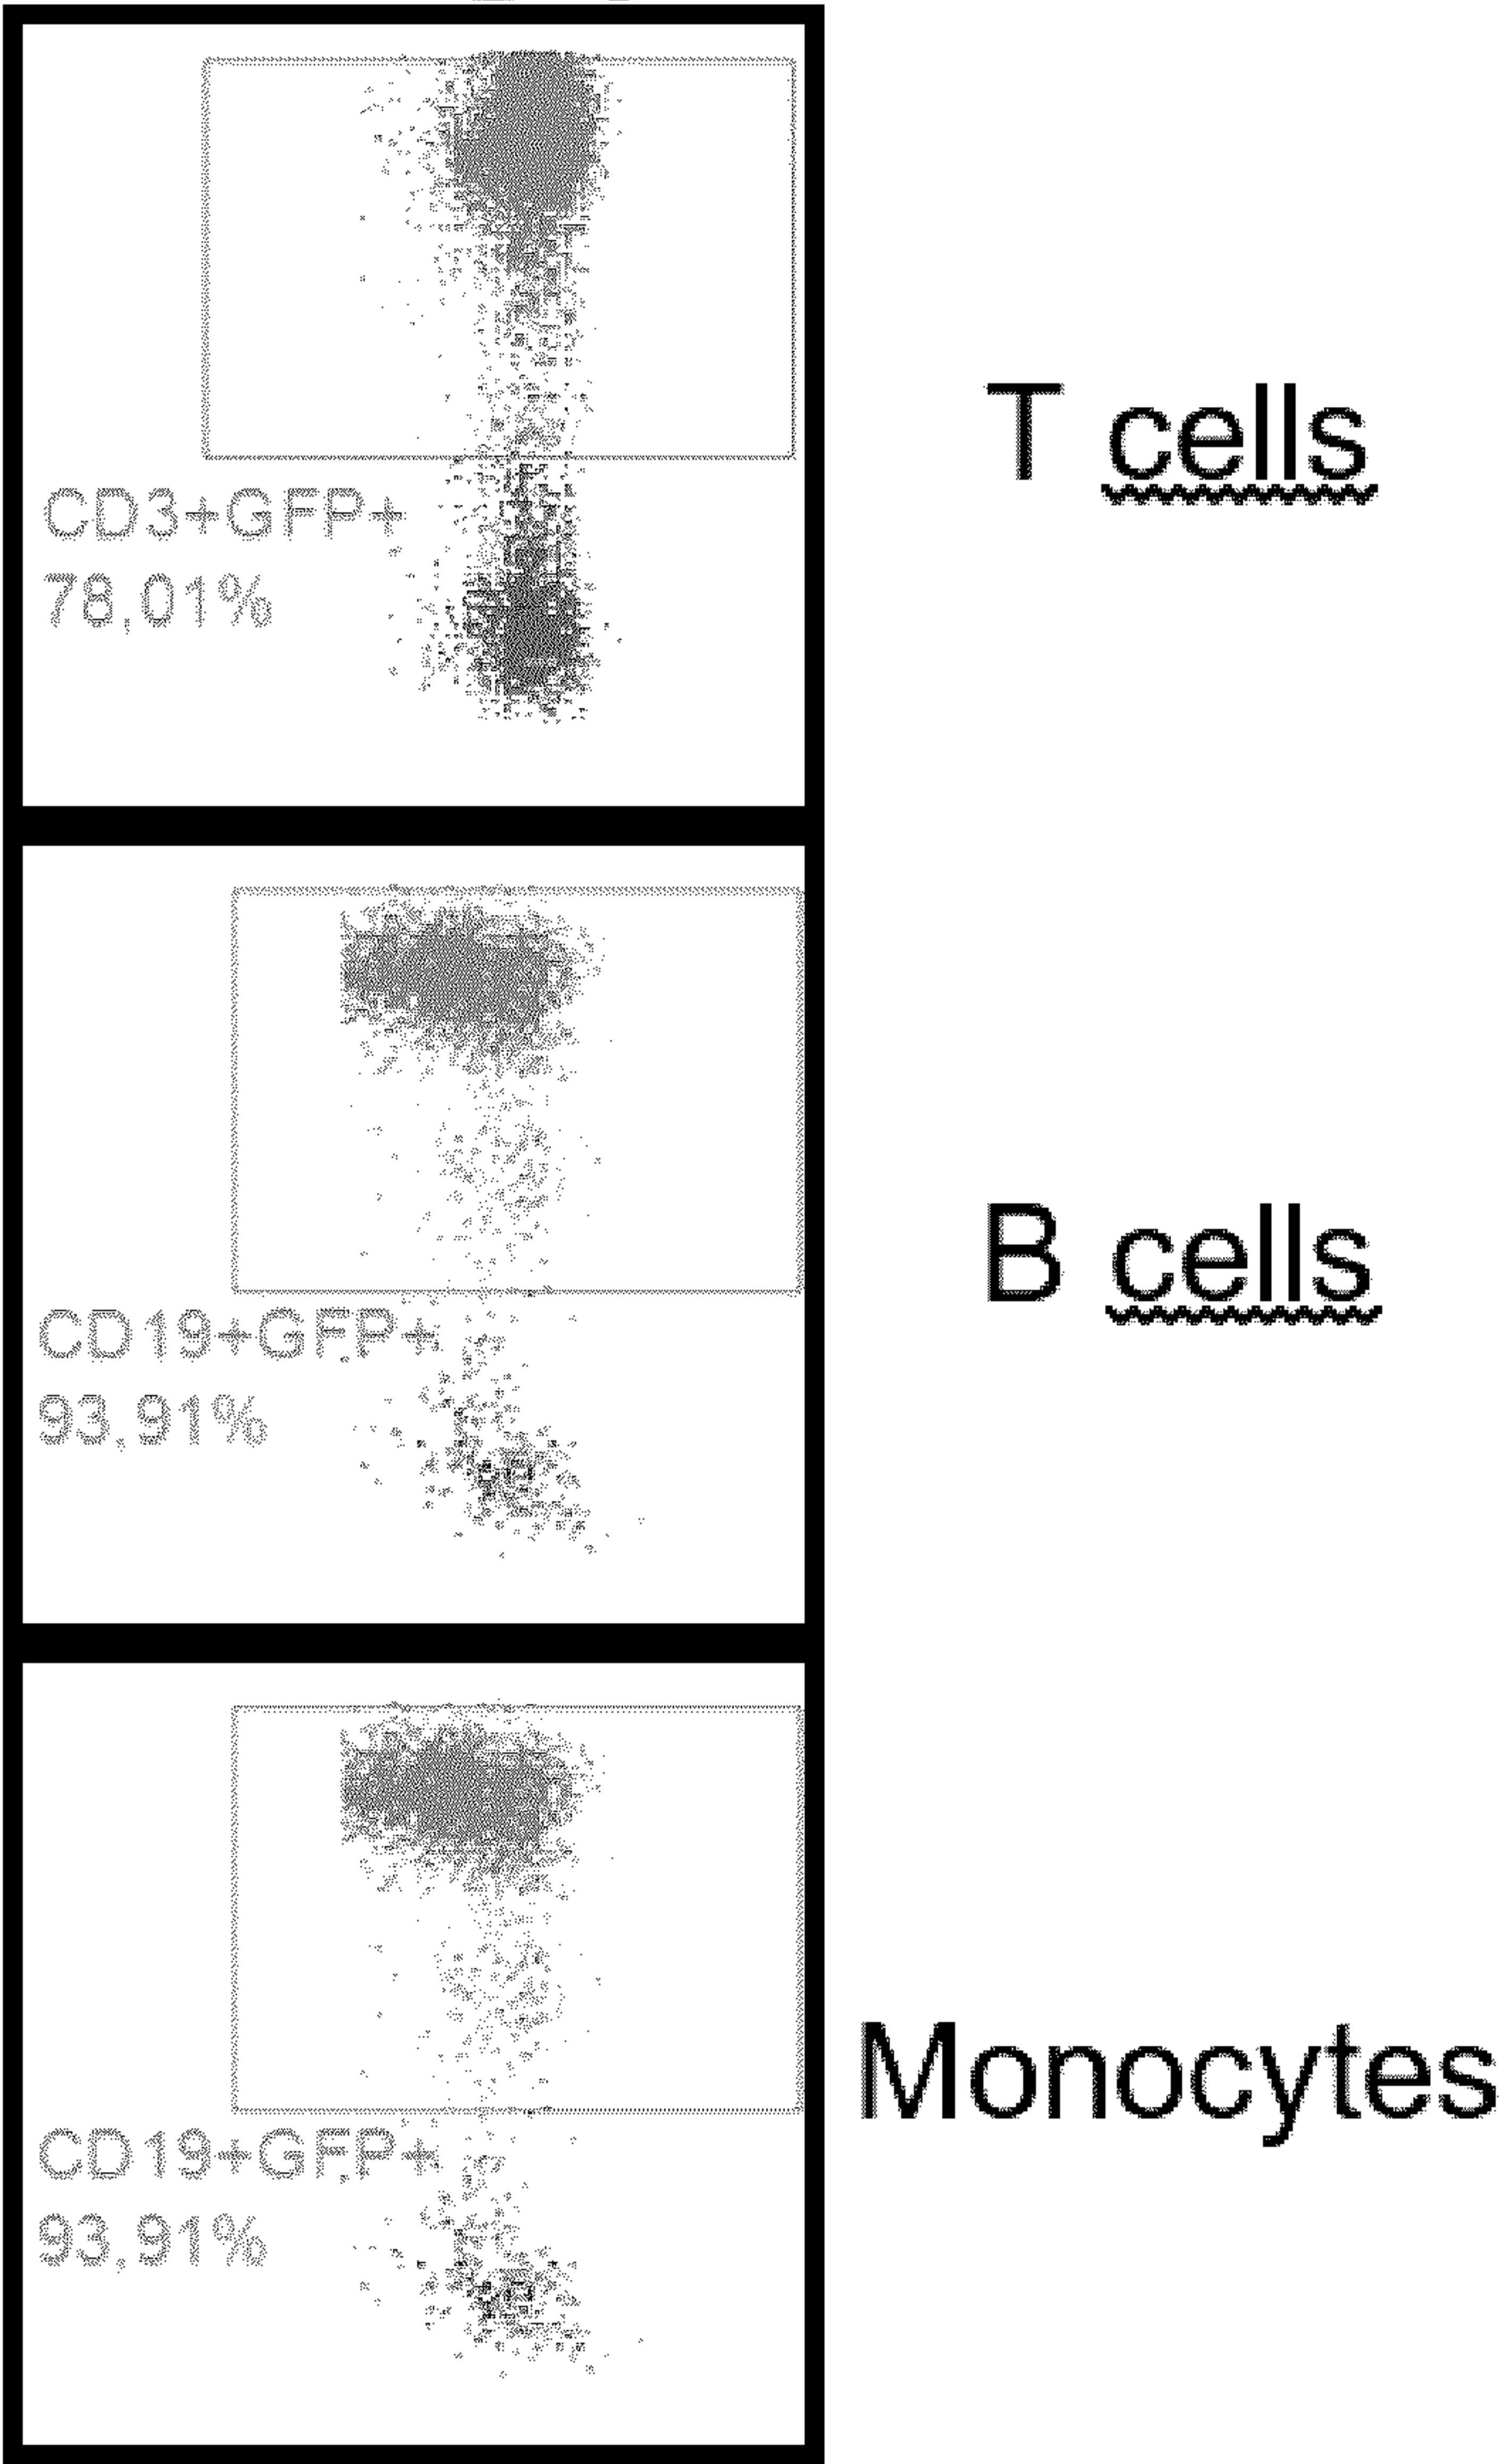 T cells
CD3+GFP+
78,01%
B cells
CD19+GFP+
93,91%
Monocytes
CD19+GFP+
93,91%